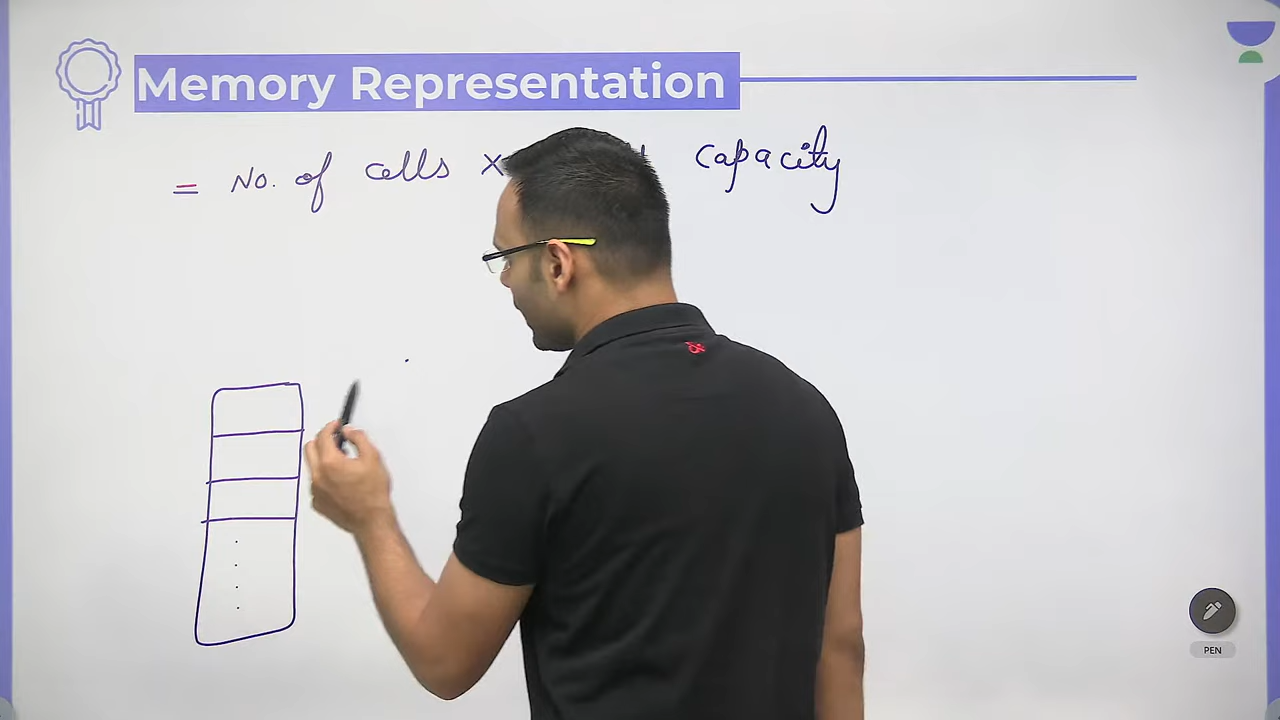 Memory Representation
= No. of cells × capacity
PEN